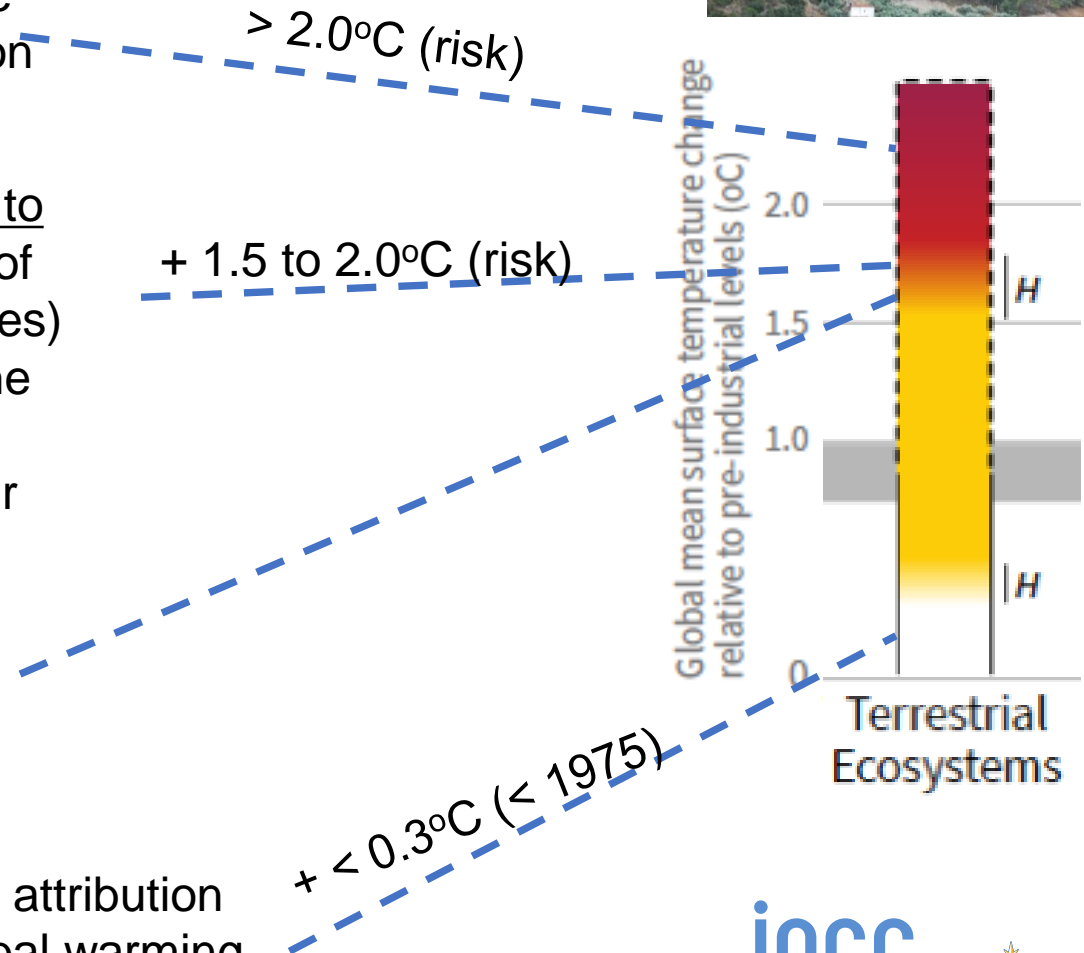 on
> 2.0°C (risk)
to
of
+ 1.5 to 2.0°C (risk)
es)
r
Global mean surface temperature change
relative to pre-industrial levels (oC)
2.0
1.5
1.0
0
H
H
Terrestrial
Ecosystems
+ < 0.3°C (< 1975)
attribution
warming
ipcc